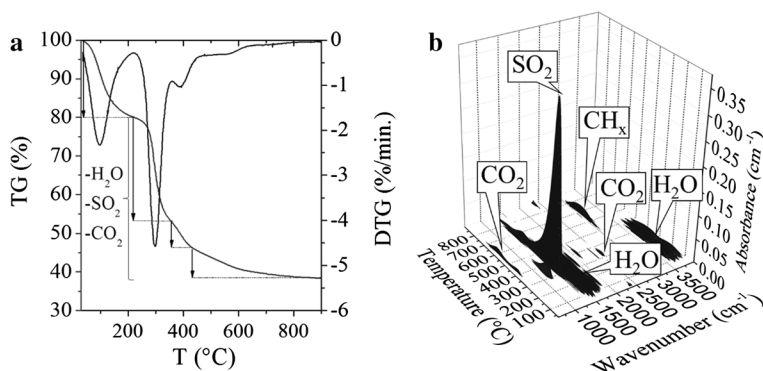 a
100
90
80
70
60
50
40
30
TG (%)
-H₂O
-SO₂
-CO₂
0
-1
-2
-3
-4
-5
-6
DTG (%/min.)
200
400
600
800
T (°C)
b
SO₂
CHₓ
CO₂
CO₂
H₂O
H₂O
0.35
0.30
0.25
0.20
0.15
0.10
0.05
0.00
Absorbance (cm⁻¹)
800
700
600
500
400
300
200
100
Temperature (°C)
1000
1500
2000
2500
3000
3500
Wavenumber (cm⁻¹)